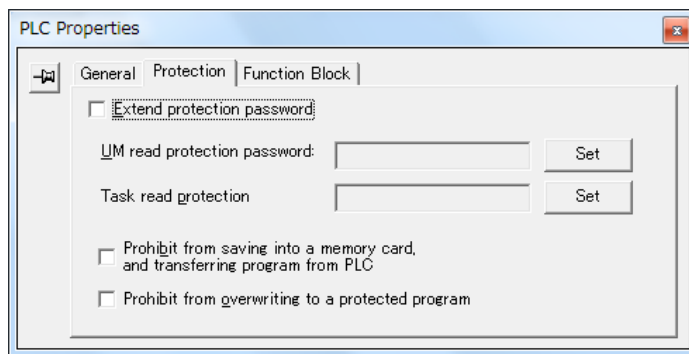 PLC Properties
General Protection Function Block
Extend protection password
UM read protection password: Set
Task read protection Set
Prohibit from saving into a memory card,
and transferring program from PLC
Prohibit from overwriting to a protected program